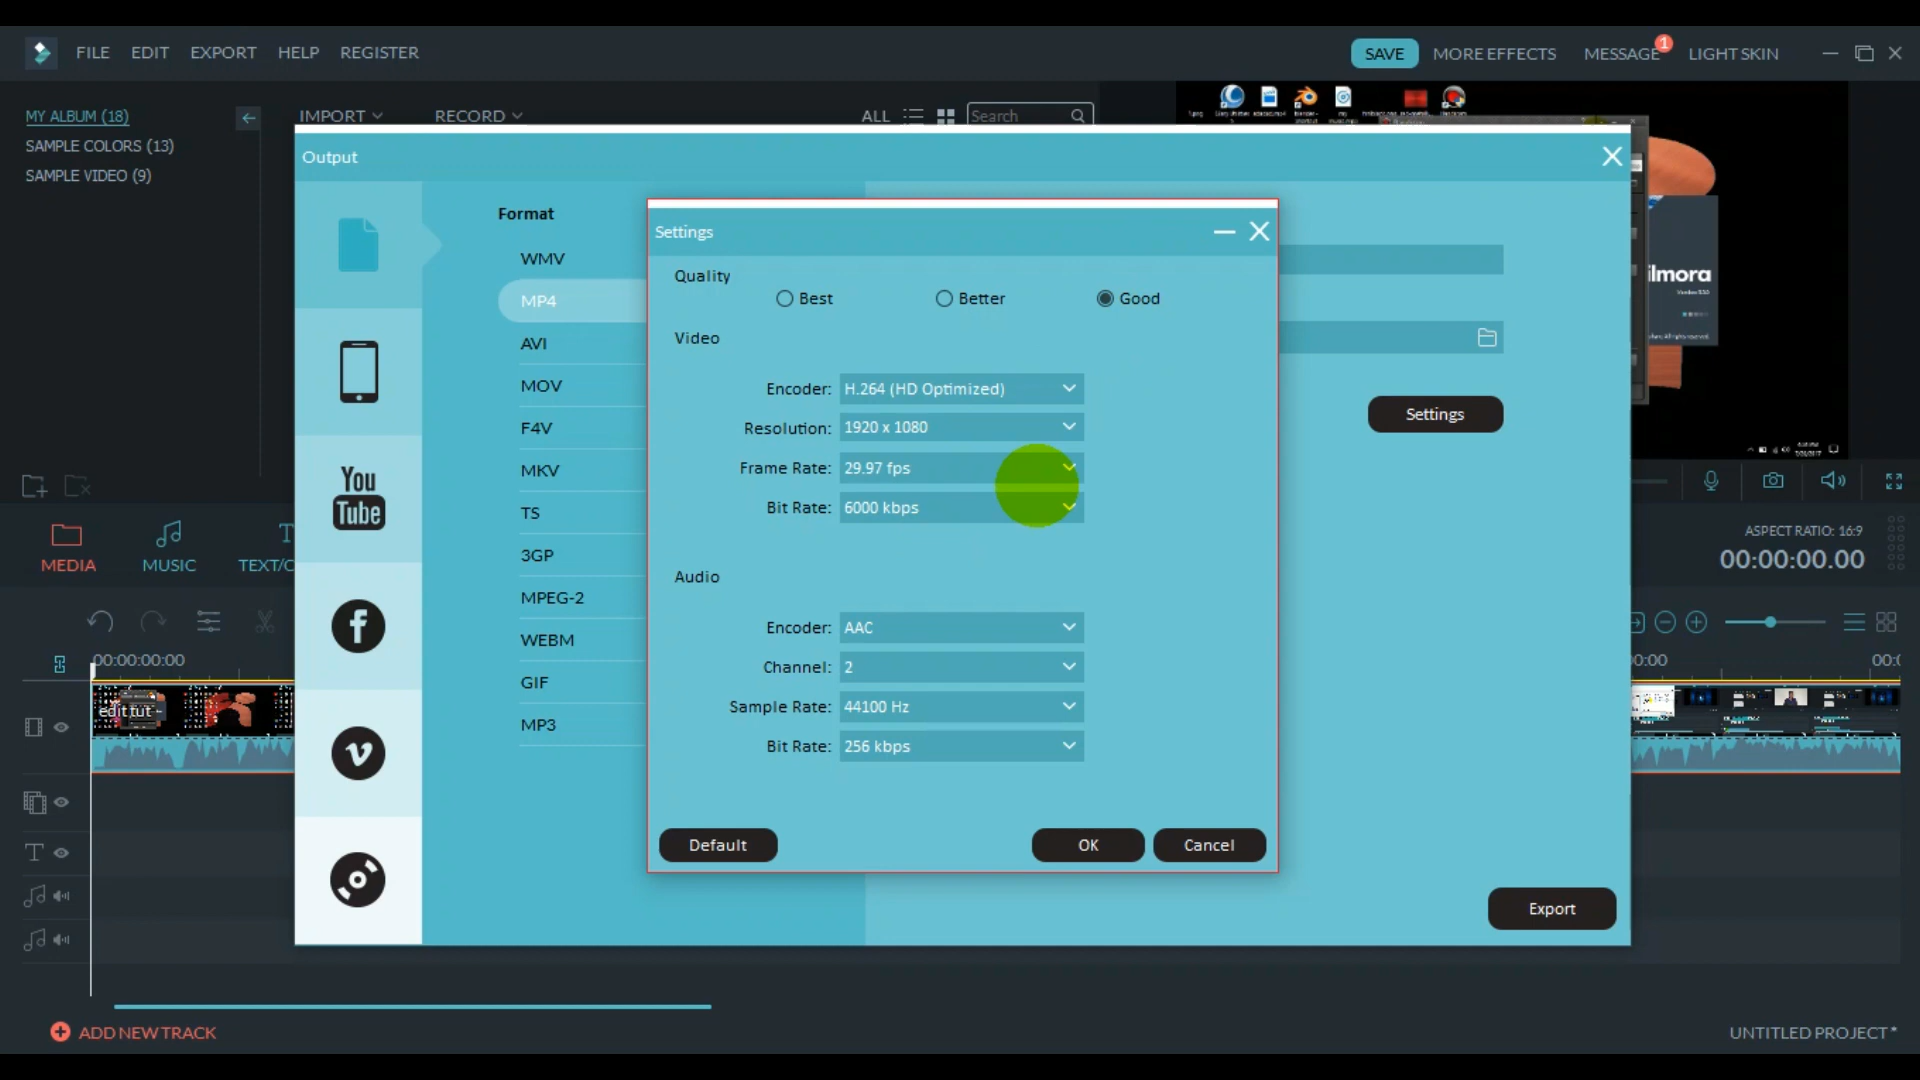 FILE EDIT EXPORT HELP REGISTER
SAVE MORE EFFECTS MESSAGE 1 LIGHT SKIN
MY ALBUM (18)
SAMPLE COLORS (13)
SAMPLE VIDEO (9)
IMPORT RECORD ALL Search
Output
Format
WMV
MP4
AVI
MOV
F4V
MKV
TS
3GP
MPEG-2
WEBM
GIF
MP3
You
Tube
Settings
Quality
Best Better Good
Video
Encoder: H.264 (HD Optimized)
Resolution: 1920 x 1080
Frame Rate: 29.97 fps
Bit Rate: 6000 kbps
Audio
Encoder: AAC
Channel: 2
Sample Rate: 44100 Hz
Bit Rate: 256 kbps
Default OK Cancel
Settings
Export
ilmora
MEDIA MUSIC TEXT/C
ASPECT RATIO: 16:9
00:00:00.00
00:00:00:00
edit tut -
ADD NEW TRACK
UNTITLED PROJECT *